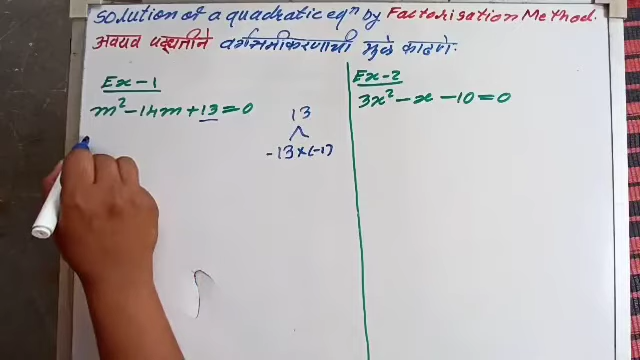 Solution of a quadratic eqⁿ by Factorisation Method.
अवयव पद्धतीने वर्गसमीकरणाची मुळे काढणे.
Ex-1
m² - 14m + 13 = 0
13
-13 × (-1)
Ex-2
3x² - x - 10 = 0